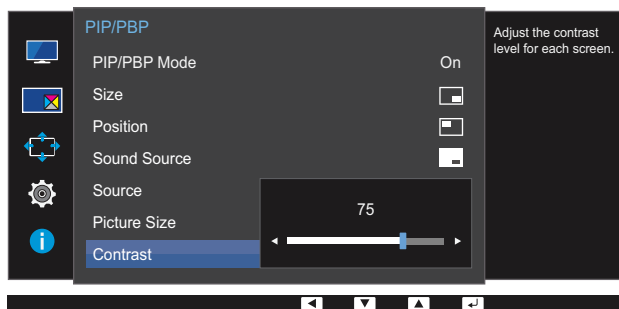 PIP/PBP
PIP/PBP Mode On
Size
Position
Sound Source
Source
Picture Size
Contrast
75
Adjust the contrast
level for each screen.